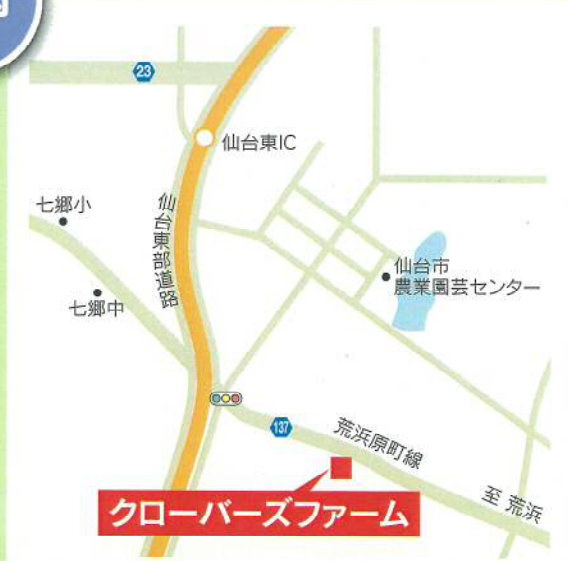 23
仙台東IC
七郷小
仙台東部道路
仙台市
農業園芸センター
七郷中
137
荒浜原町線
至 荒浜
クローバーズファーム